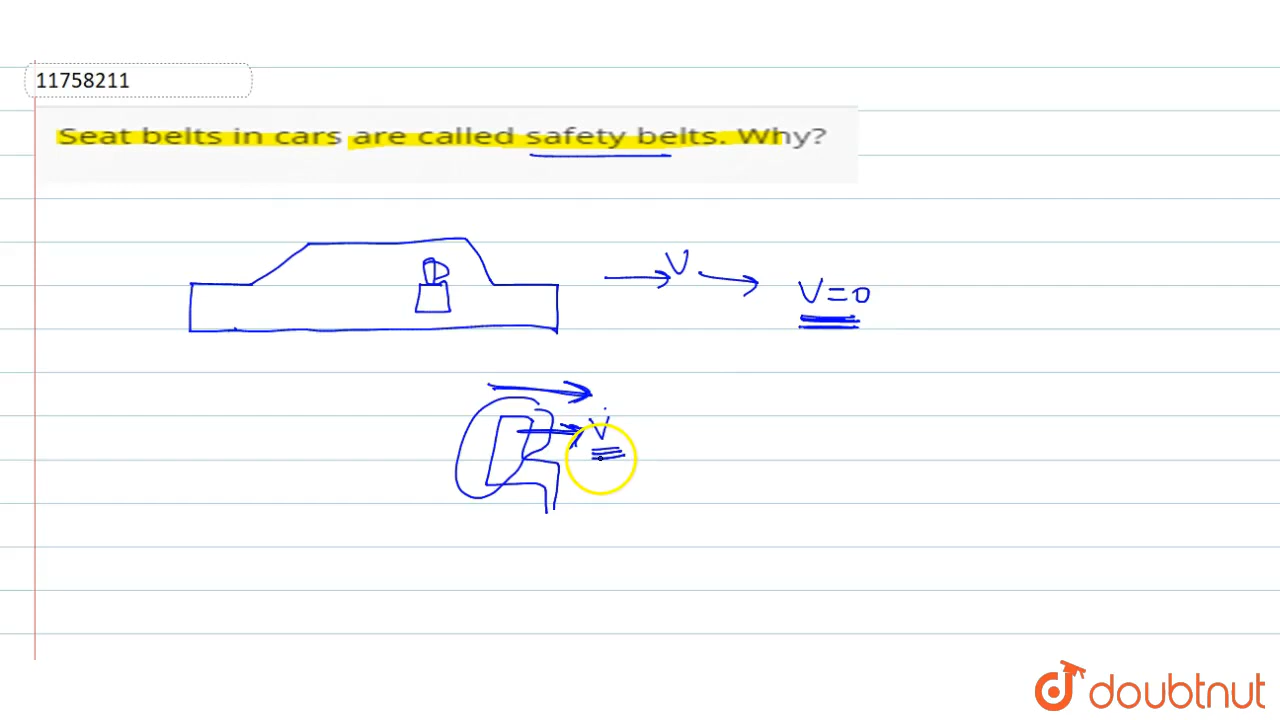 11758211
Seat belts in cars are called safety belts. Why?
V
V=0
V
doubtnut